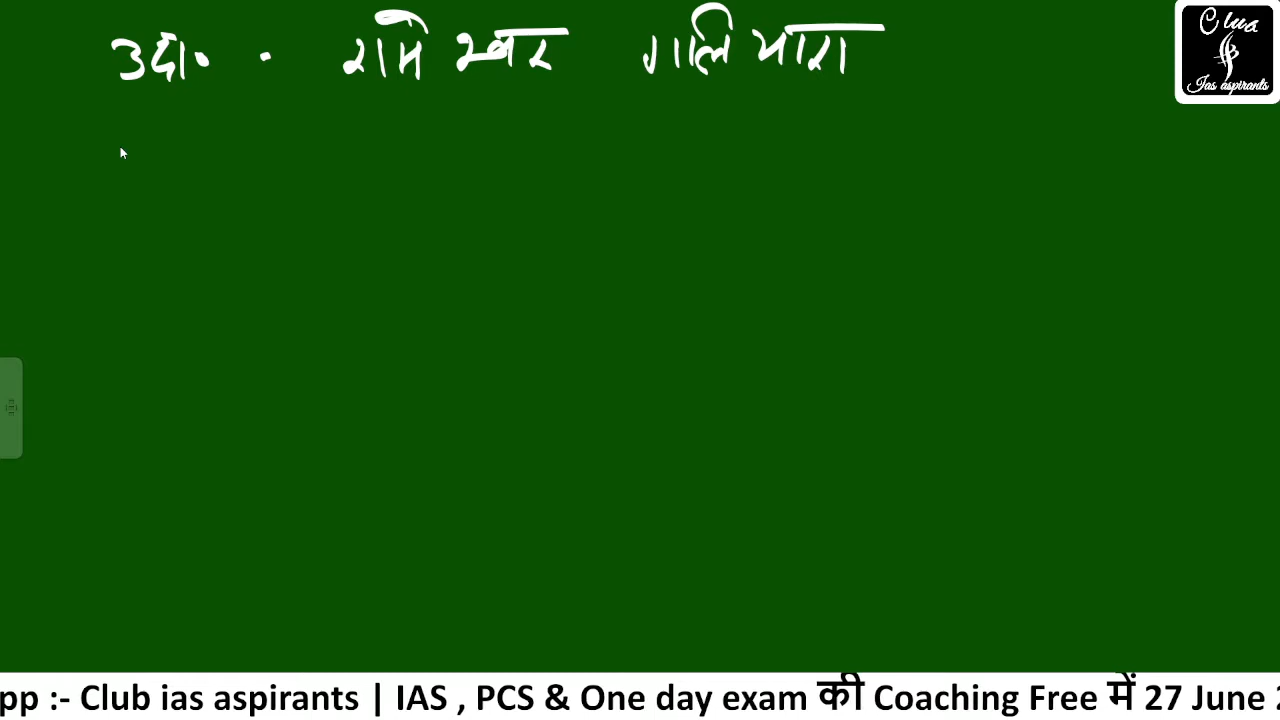 उदा० • रामेश्वर गलियारा
Club
Ias aspirants
pp :- Club ias aspirants | IAS , PCS & One day exam की Coaching Free में 27 June 2